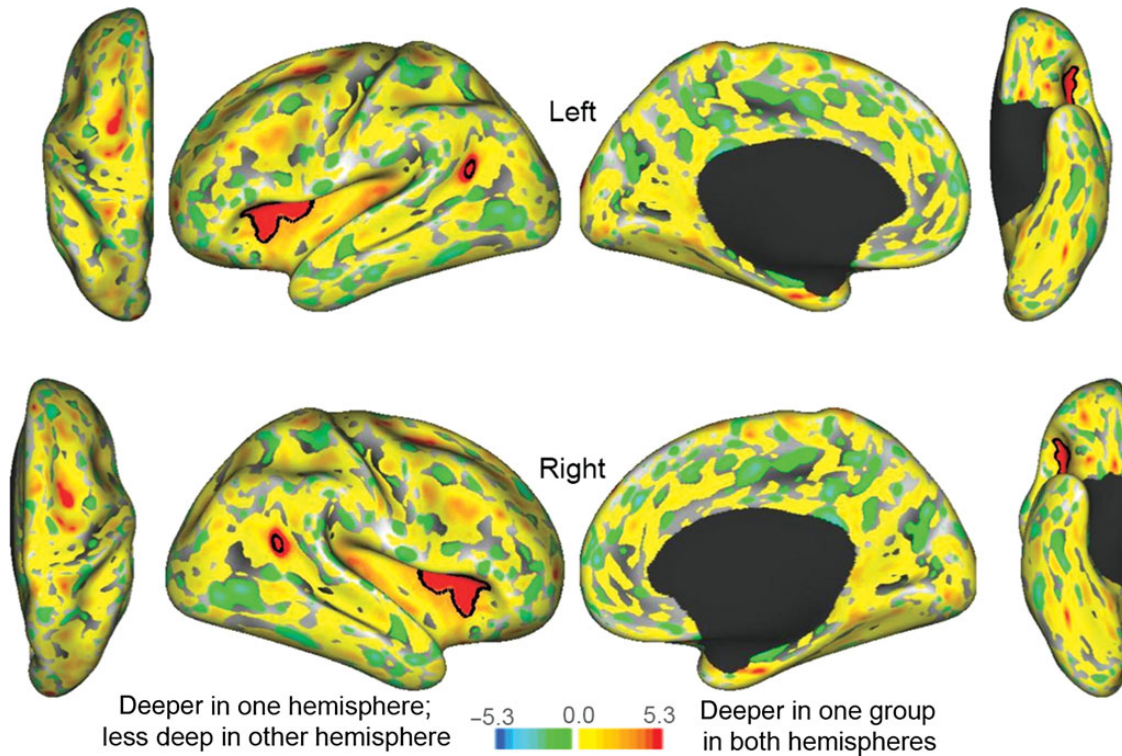 Left
Right
Deeper in one hemisphere;
less deep in other hemisphere
−5.3 0.0 5.3
Deeper in one group
in both hemispheres